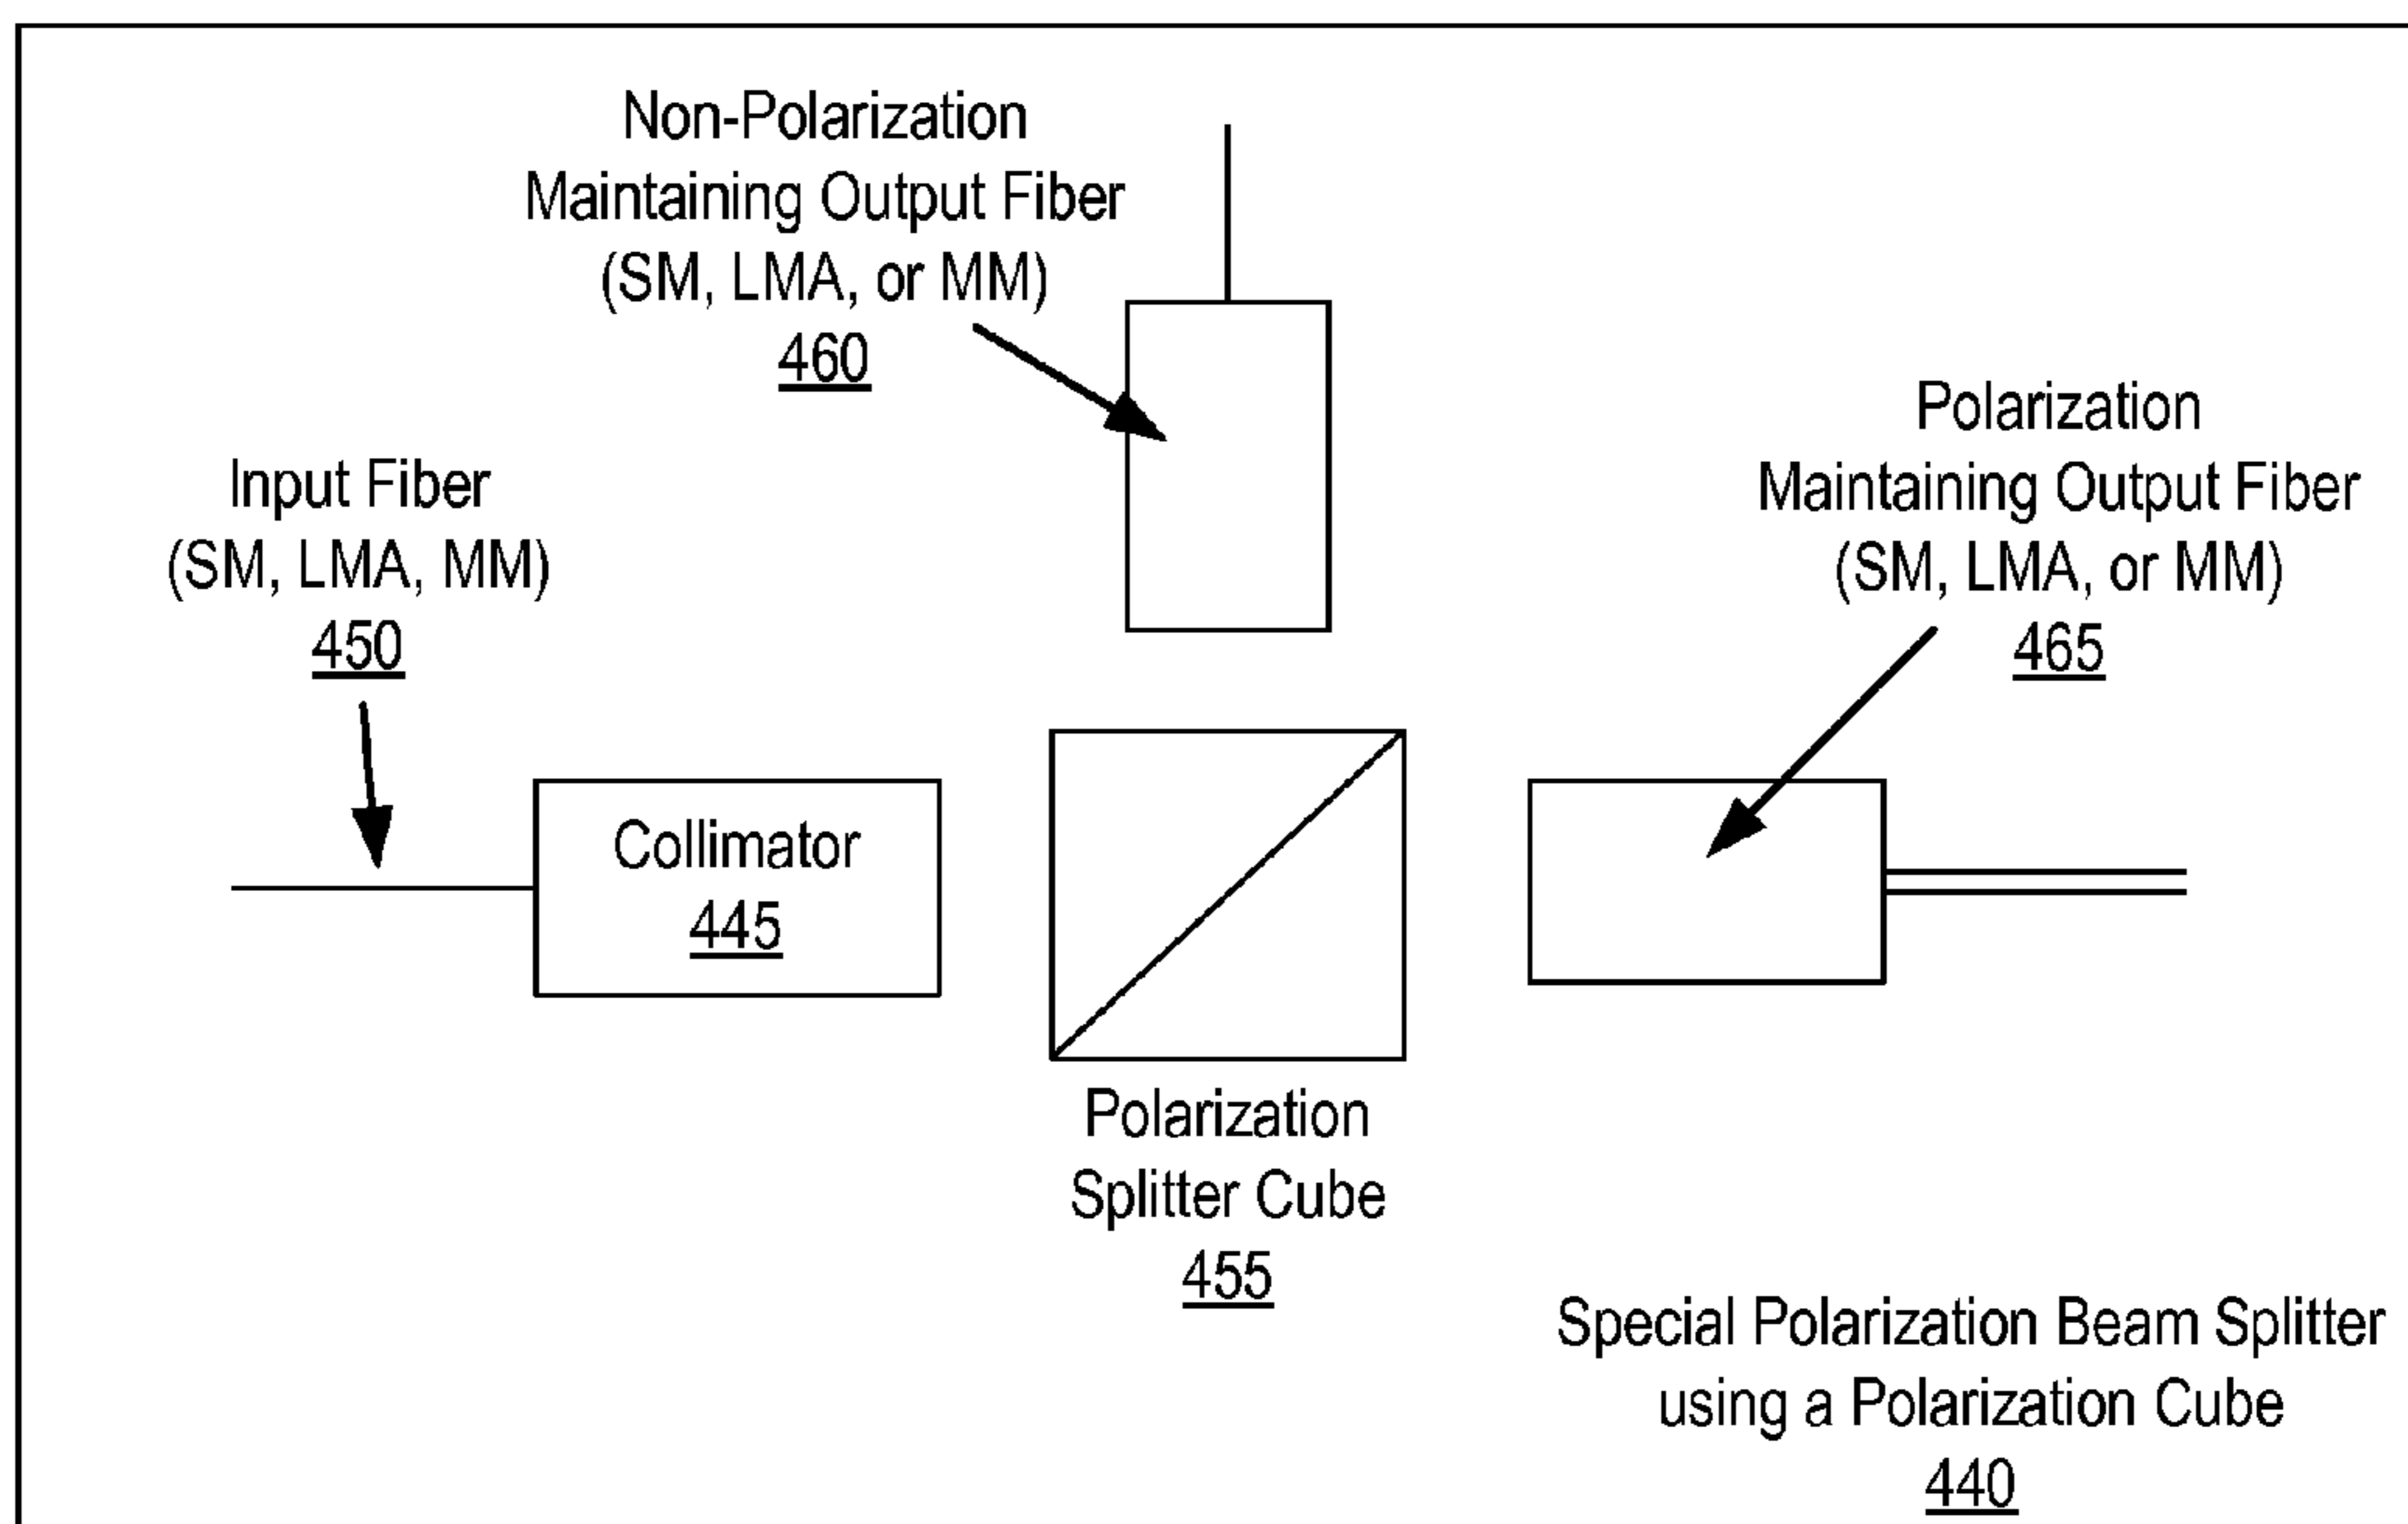 Non-Polarization
Maintaining Output Fiber
(SM, LMA, or MM)
460
Input Fiber
(SM, LMA, MM)
450
Polarization
Maintaining Output Fiber
(SM, LMA, or MM)
465
Collimator
445
Polarization
Splitter Cube
455
Special Polarization Beam Splitter
using a Polarization Cube
440